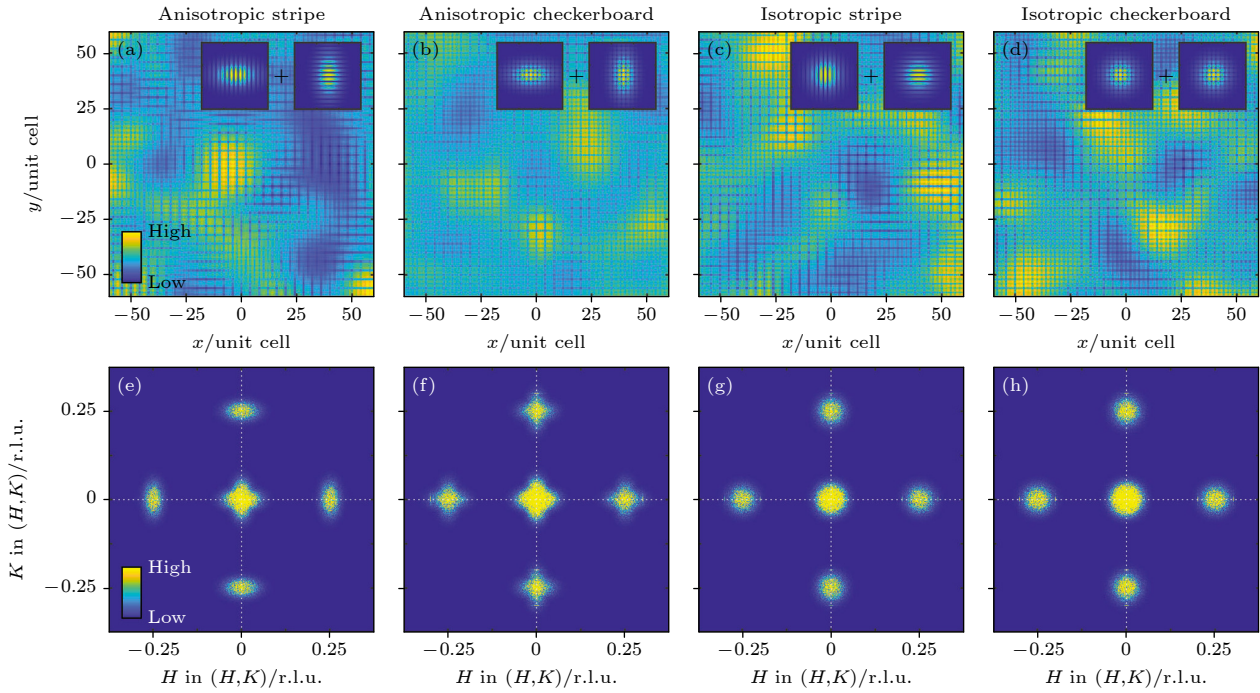 Anisotropic stripe Anisotropic checkerboard Isotropic stripe Isotropic checkerboard
(a) + (b) + (c) + (d) +
50
25
0
−25
−50
y/unit cell
High
Low
−50 −25 0 25 50 −50 −25 0 25 50 −50 −25 0 25 50 −50 −25 0 25 50
x/unit cell x/unit cell x/unit cell x/unit cell
(e) (f) (g) (h)
0.25
0
−0.25
K in (H,K)/r.l.u.
High
Low
−0.25 0 0.25 −0.25 0 0.25 −0.25 0 0.25 −0.25 0 0.25
H in (H,K)/r.l.u. H in (H,K)/r.l.u. H in (H,K)/r.l.u. H in (H,K)/r.l.u.